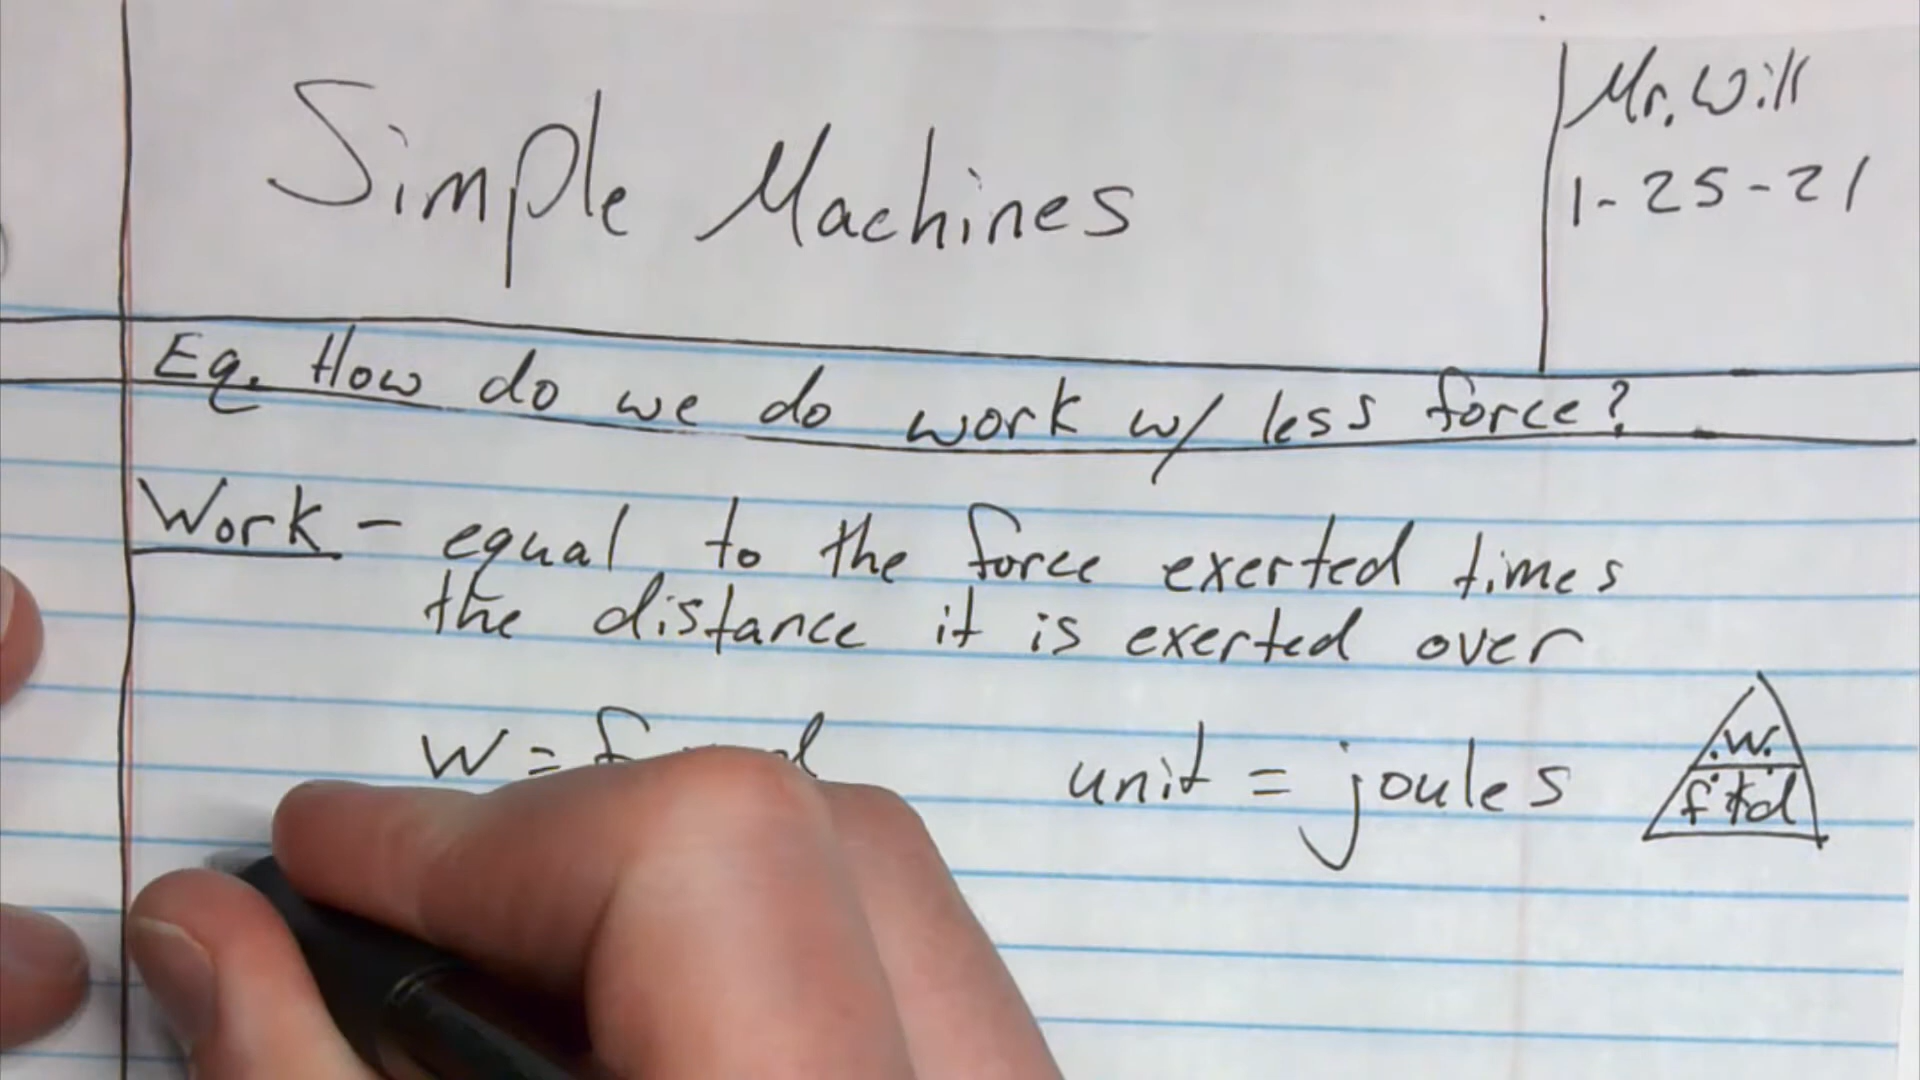 Simple Machines
Mr. Will
1-25-21
Eq. How do we do work w/ less force?
Work - equal to the force exerted times
the distance it is exerted over
W = f d
unit = joules
w
f*d